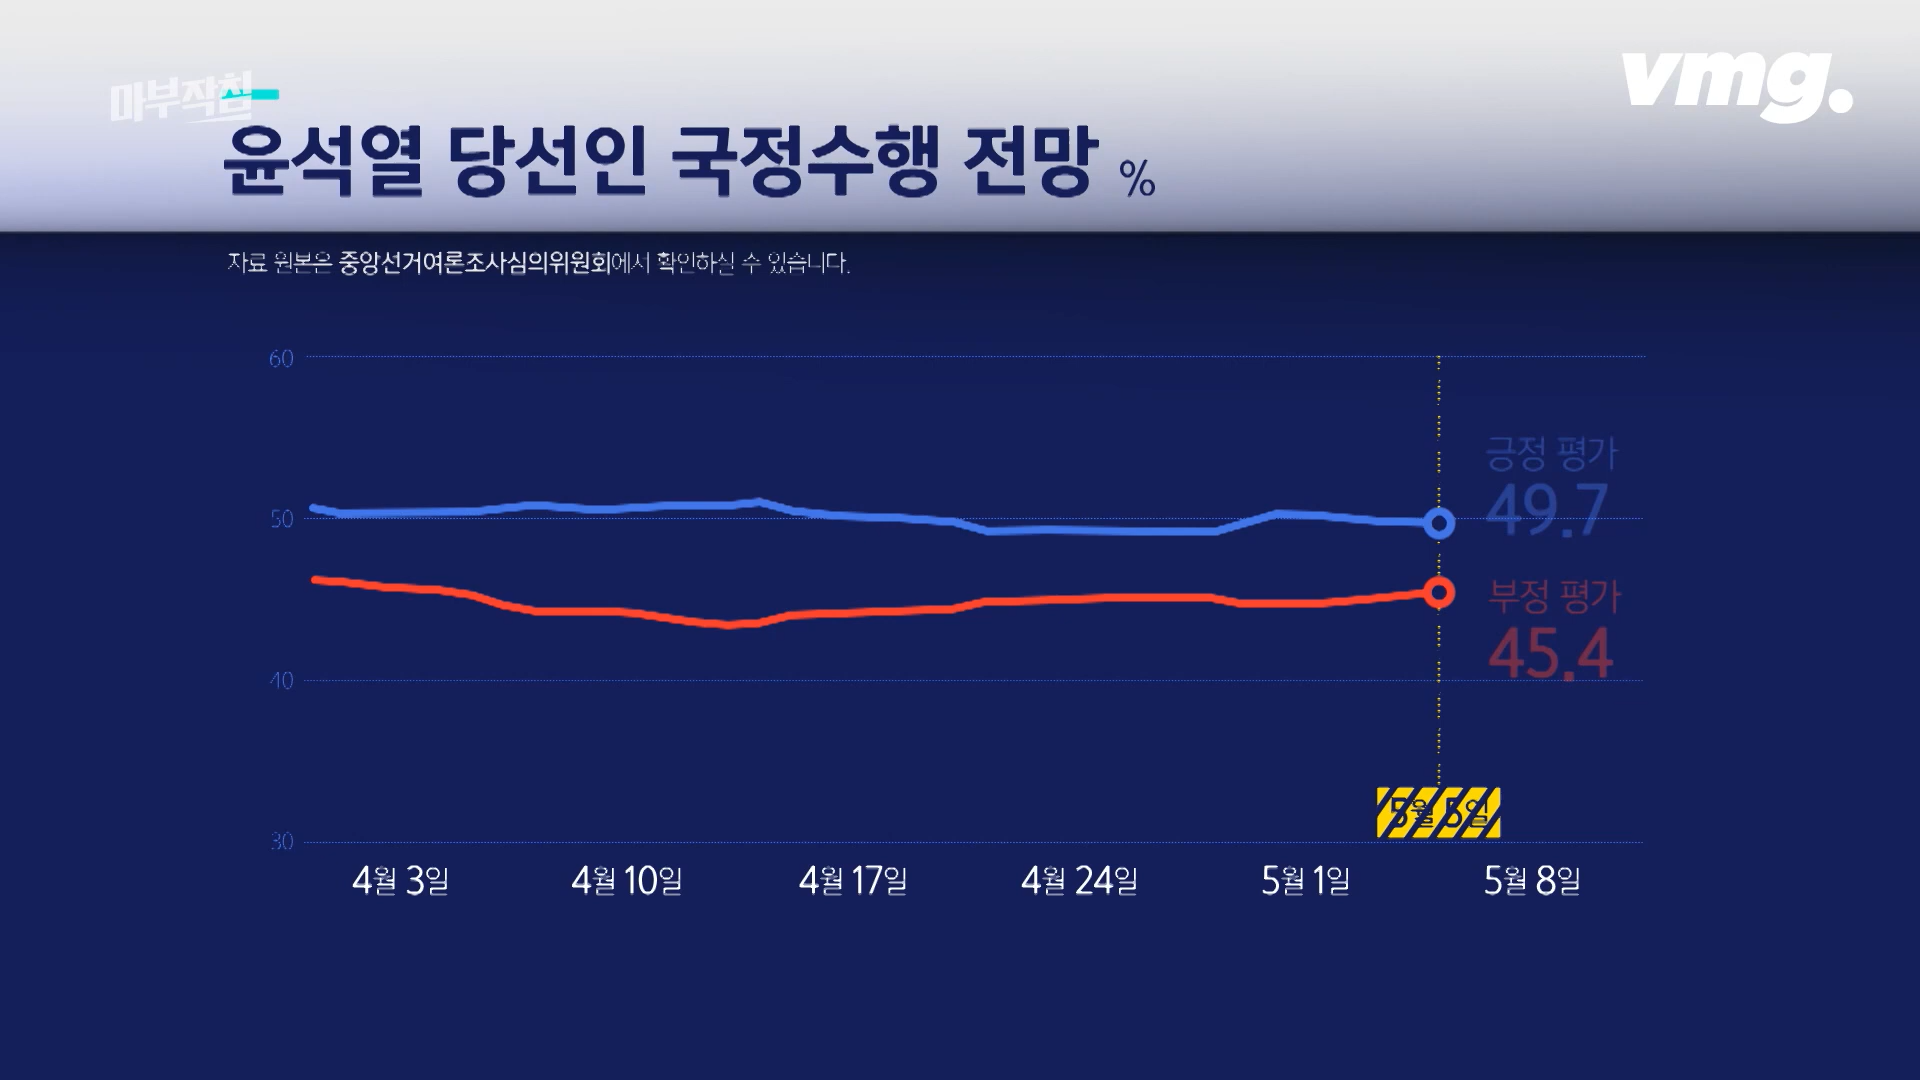 마부작침
vmg.
윤석열 당선인 국정수행 전망 %
자료 원본은 중앙선거여론조사심의위원회에서 확인하실 수 있습니다.
60
긍정 평가
49.7
50
부정 평가
45.4
40
5월 5일
30
4월 3일 4월 10일 4월 17일 4월 24일 5월 1일 5월 8일